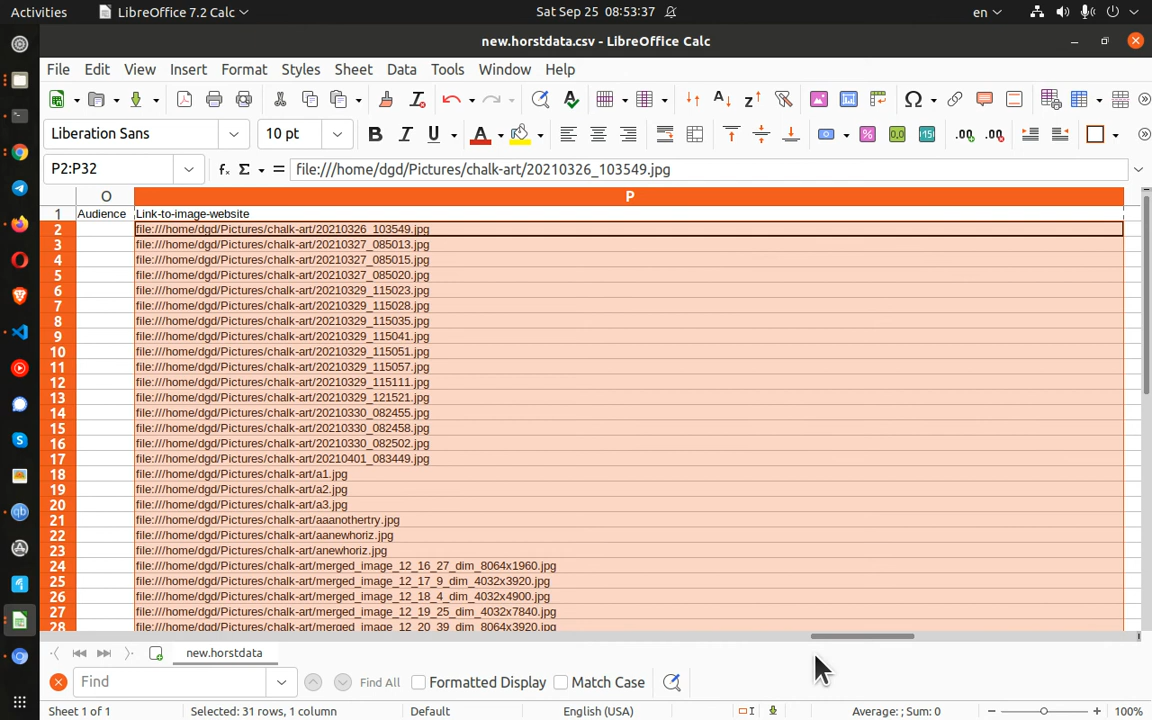 Activities LibreOffice 7.2 Calc Sat Sep 25 08:53:37 en
new.horstdata.csv - LibreOffice Calc
File Edit View Insert Format Styles Sheet Data Tools Window Help
Liberation Sans 10 pt
P2:P32 file:///home/dgd/Pictures/chalk-art/20210326_103549.jpg
O P
1 Audience Link-to-image-website
2 file:///home/dgd/Pictures/chalk-art/20210326_103549.jpg
3 file:///home/dgd/Pictures/chalk-art/20210327_085013.jpg
4 file:///home/dgd/Pictures/chalk-art/20210327_085015.jpg
5 file:///home/dgd/Pictures/chalk-art/20210327_085020.jpg
6 file:///home/dgd/Pictures/chalk-art/20210329_115023.jpg
7 file:///home/dgd/Pictures/chalk-art/20210329_115028.jpg
8 file:///home/dgd/Pictures/chalk-art/20210329_115035.jpg
9 file:///home/dgd/Pictures/chalk-art/20210329_115041.jpg
10 file:///home/dgd/Pictures/chalk-art/20210329_115051.jpg
11 file:///home/dgd/Pictures/chalk-art/20210329_115057.jpg
12 file:///home/dgd/Pictures/chalk-art/20210329_115111.jpg
13 file:///home/dgd/Pictures/chalk-art/20210329_121521.jpg
14 file:///home/dgd/Pictures/chalk-art/20210330_082455.jpg
15 file:///home/dgd/Pictures/chalk-art/20210330_082458.jpg
16 file:///home/dgd/Pictures/chalk-art/20210330_082502.jpg
17 file:///home/dgd/Pictures/chalk-art/20210401_083449.jpg
18 file:///home/dgd/Pictures/chalk-art/a1.jpg
19 file:///home/dgd/Pictures/chalk-art/a2.jpg
20 file:///home/dgd/Pictures/chalk-art/a3.jpg
21 file:///home/dgd/Pictures/chalk-art/aaanothertry.jpg
22 file:///home/dgd/Pictures/chalk-art/aanewhoriz.jpg
23 file:///home/dgd/Pictures/chalk-art/anewhoriz.jpg
24 file:///home/dgd/Pictures/chalk-art/merged_image_12_16_27_dim_8064x1960.jpg
25 file:///home/dgd/Pictures/chalk-art/merged_image_12_17_9_dim_4032x3920.jpg
26 file:///home/dgd/Pictures/chalk-art/merged_image_12_18_4_dim_4032x4900.jpg
27 file:///home/dgd/Pictures/chalk-art/merged_image_12_19_25_dim_4032x7840.jpg
28 file:///home/dgd/Pictures/chalk-art/merged_image_12_20_39_dim_8064x3920.jpg
new.horstdata
Find Find All Formatted Display Match Case
Sheet 1 of 1 Selected: 31 rows, 1 column Default English (USA) Average: ; Sum: 0 100%